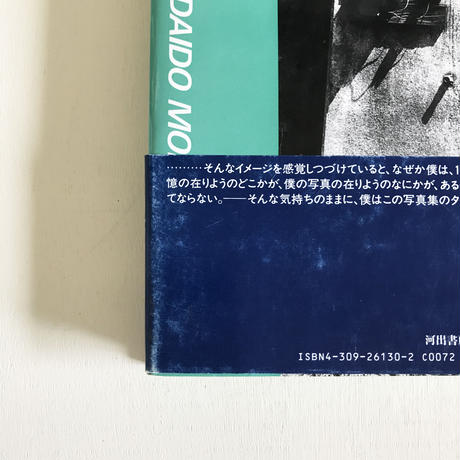 DAIDO MO
………そんなイメージを感覚しつづけていると、なぜか僕は、1
憶の在りようのどこかが、僕の写真の在りようのなにかが、ある
てならない。——そんな気持ちのままに、僕はこの写真集のタ
河出書
ISBN4-309-26130-2 C0072